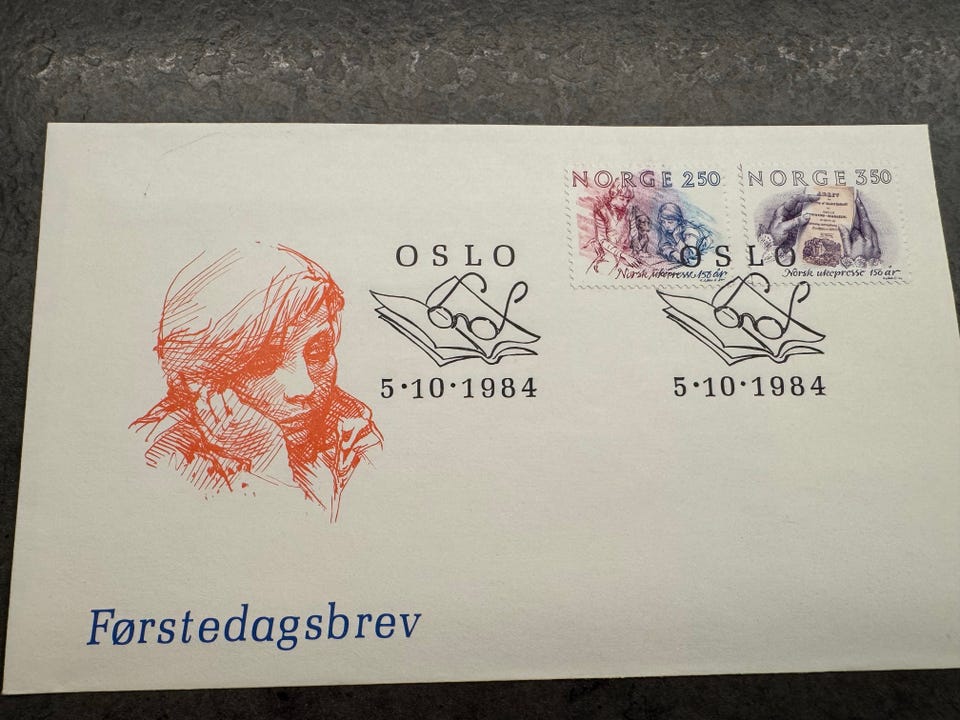 NORGE 250
Norsk ukepresse 150 år
NORGE 350
Norsk ukepresse 150 år
OSLO
5·10·1984
OSLO
5·10·1984
Førstedagsbrev